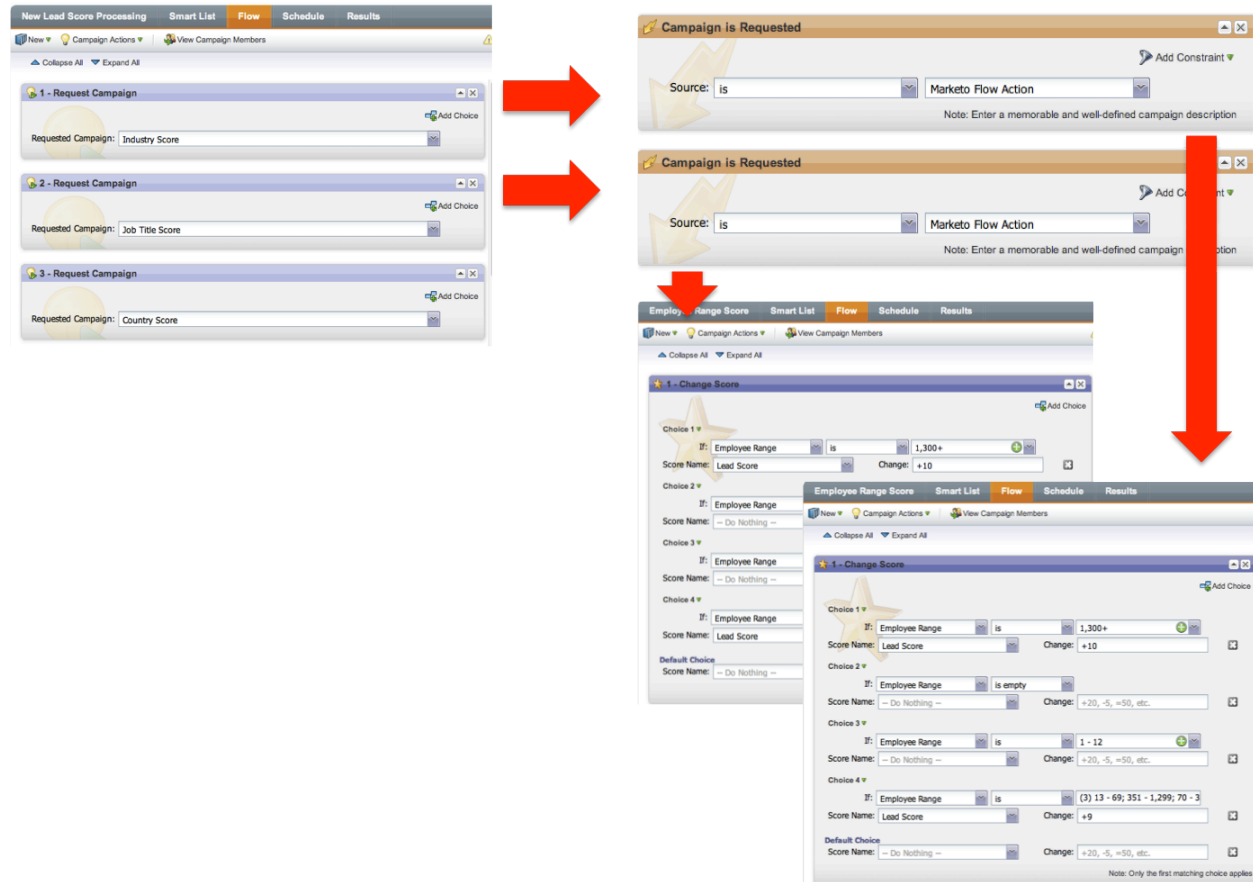 New Lead Score Processing Smart List Flow Schedule Results
New Campaign Actions View Campaign Members
Collapse All Expand All
1 - Request Campaign
Add Choice
Requested Campaign: Industry Score
2 - Request Campaign
Add Choice
Requested Campaign: Job Title Score
3 - Request Campaign
Add Choice
Requested Campaign: Country Score
Campaign is Requested
Add Constraint
Source: is Marketo Flow Action
Note: Enter a memorable and well-defined campaign description
Campaign is Requested
Add
Source: is Marketo Flow Action
Note: Enter a memorable and well-defined campaign
Range Score Smart List Flow Schedule Results
New Campaign Actions View Campaign Members
Collapse All Expand All
1 - Change Score
Add Choice
Choice 1
If: Employee Range is 1,300+
Score Name: Lead Score Change: +10
Choice 2
If: Employee Range
Score Name: -- Do Nothing --
Choice 3
If: Employee Range
Score Name: -- Do Nothing --
Choice 4
If: Employee Range
Score Name: Lead Score
Default Choice
Score Name: -- Do Nothing --
Employee Range Score Smart List Flow Schedule Results
New Campaign Actions View Campaign Members
Collapse All Expand All
1 - Change Score
Add Choice
Choice 1
If: Employee Range is 1,300+
Score Name: Lead Score Change: +10
Choice 2
If: Employee Range is empty
Score Name: -- Do Nothing -- Change: +20, -5, =50, etc.
Choice 3
If: Employee Range is 1 - 12
Score Name: -- Do Nothing -- Change: +20, -5, =50, etc.
Choice 4
If: Employee Range is (3) 13 - 69; 351 - 1,299; 70 - 3
Score Name: Lead Score Change: +9
Default Choice
Score Name: -- Do Nothing -- Change: +20, -5, =50, etc.
Note: Only the first matching choice applies